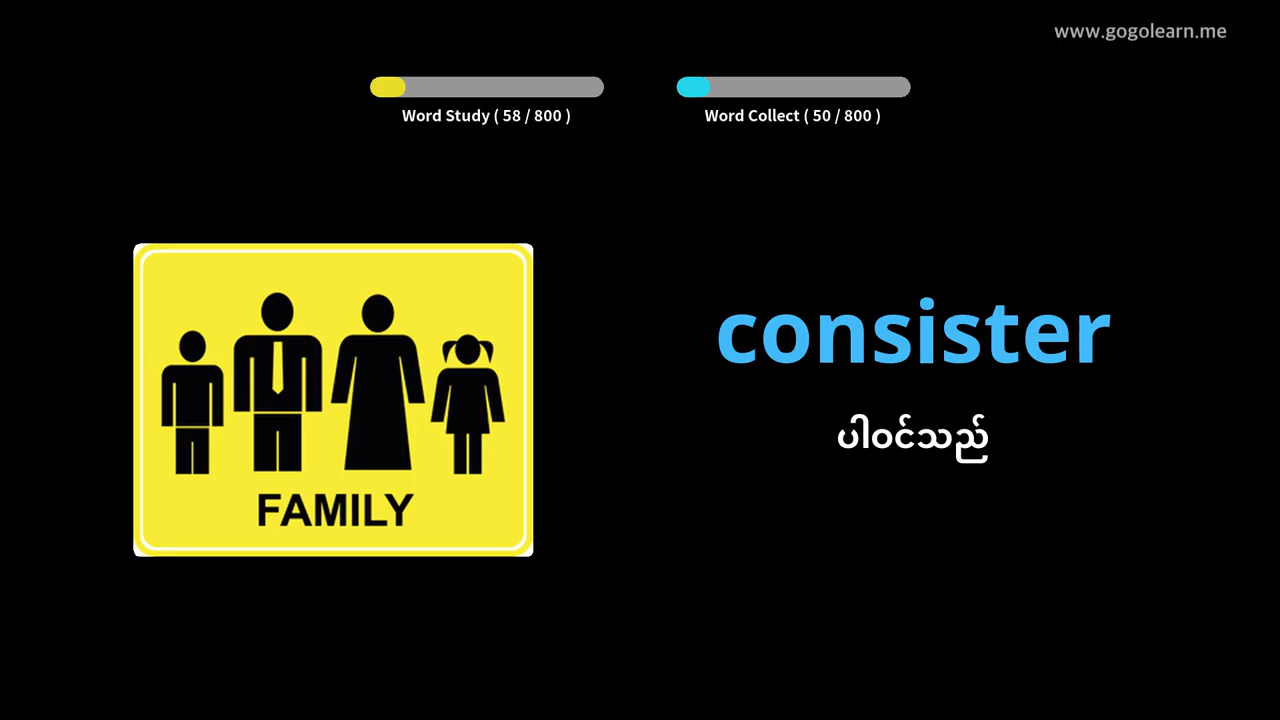 www.gogolearn.me
Word Study ( 58 / 800 )
Word Collect ( 50 / 800 )
consister
ပါဝင်သည်
FAMILY